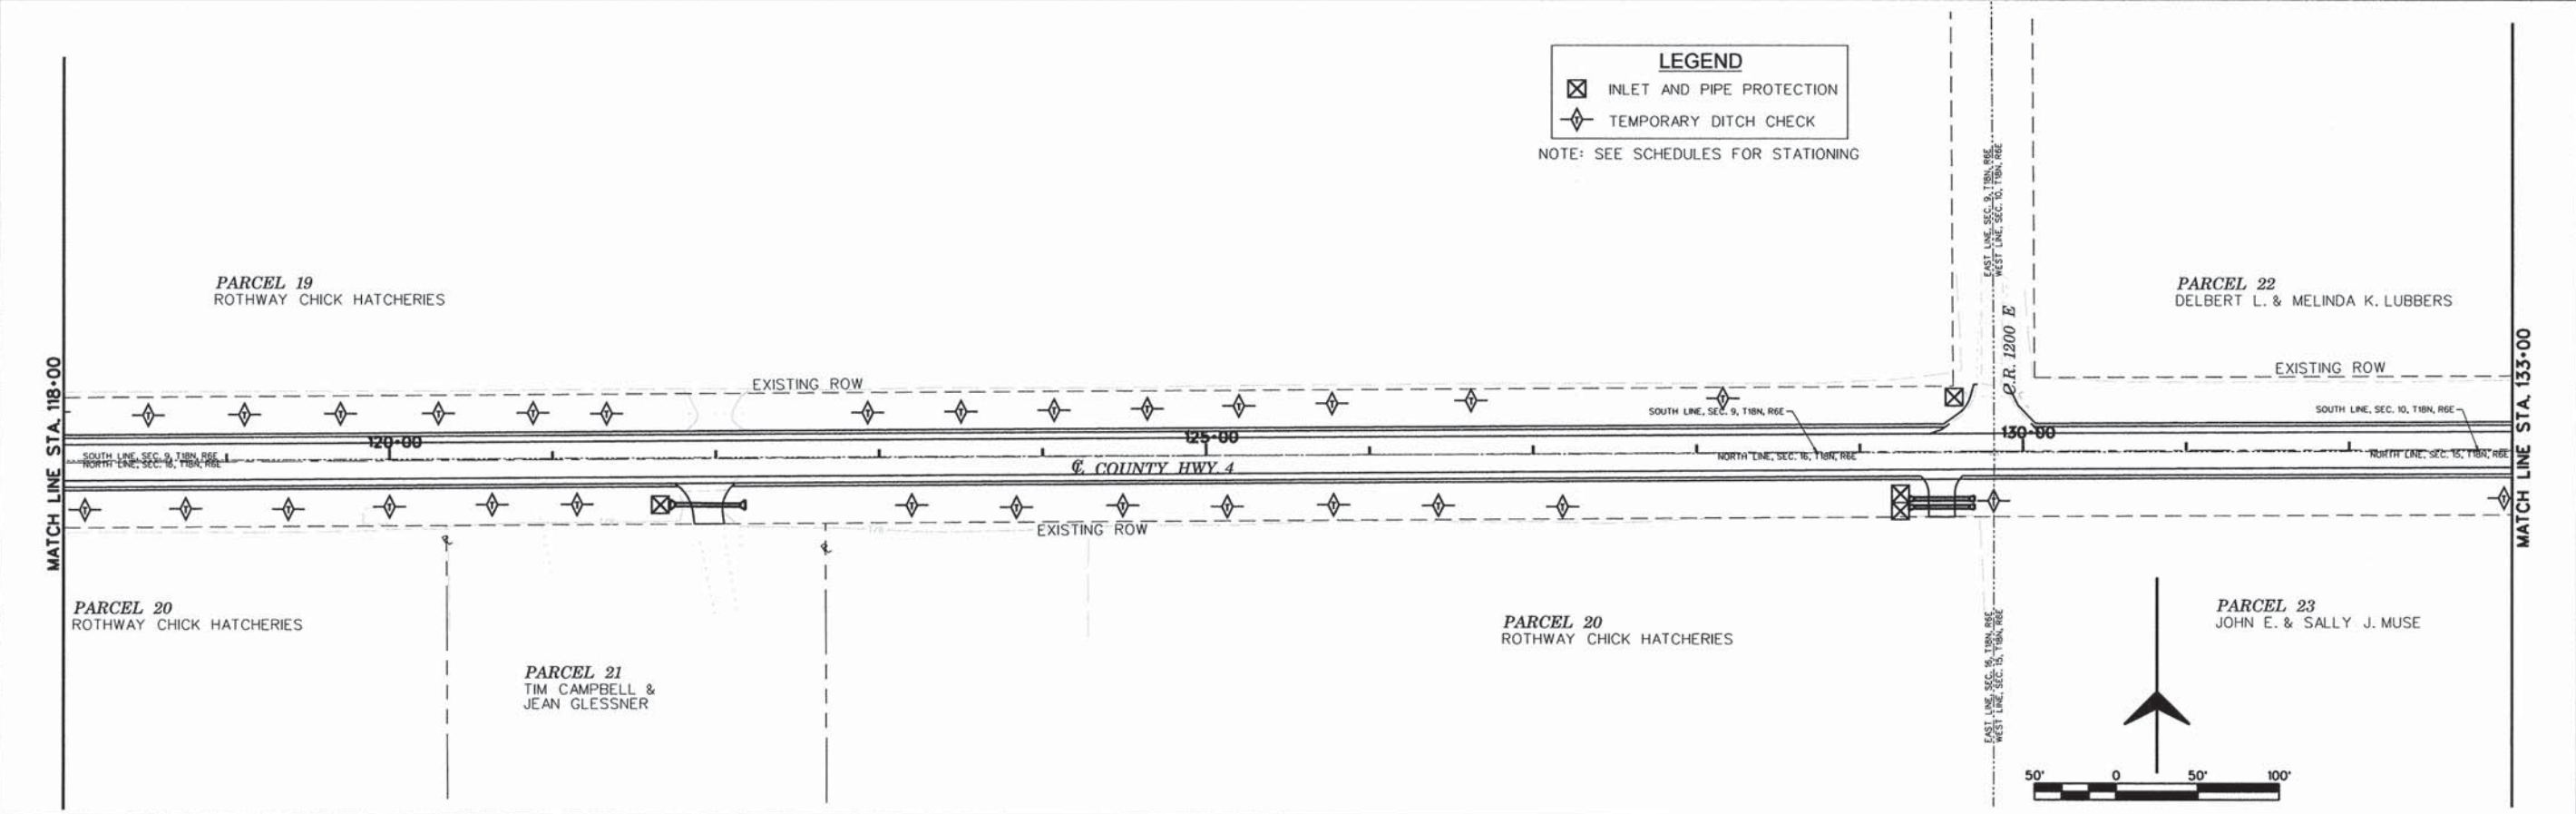 LEGEND
INLET AND PIPE PROTECTION
T TEMPORARY DITCH CHECK
NOTE: SEE SCHEDULES FOR STATIONING
EAST LINE, SEC. 9, T18N, R6E
WEST LINE, SEC. 10, T18N, R6E
PARCEL 19
ROTHWAY CHICK HATCHERIES
PARCEL 22
DELBERT L. & MELINDA K. LUBBERS
C.R. 1200 E
MATCH LINE STA. 118+00
MATCH LINE STA. 133+00
EXISTING ROW
EXISTING ROW
T T T T T T T T T T T T T T
SOUTH LINE, SEC. 9, T18N, R6E
SOUTH LINE, SEC. 10, T18N, R6E
120+00
125+00
130+00
SOUTH LINE, SEC. 9, T18N, R6E
NORTH LINE, SEC. 16, T18N, R6E
NORTH LINE, SEC. 16, T18N, R6E
NORTH LINE, SEC. 15, T18N, R6E
℄ COUNTY HWY. 4
T T T T T T T T T T T T T T T
EXISTING ROW
PARCEL 20
ROTHWAY CHICK HATCHERIES
PARCEL 21
TIM CAMPBELL &
JEAN GLESSNER
PARCEL 20
ROTHWAY CHICK HATCHERIES
EAST LINE, SEC. 16, T18N, R6E
WEST LINE, SEC. 15, T18N, R6E
PARCEL 23
JOHN E. & SALLY J. MUSE
50' 0 50' 100'